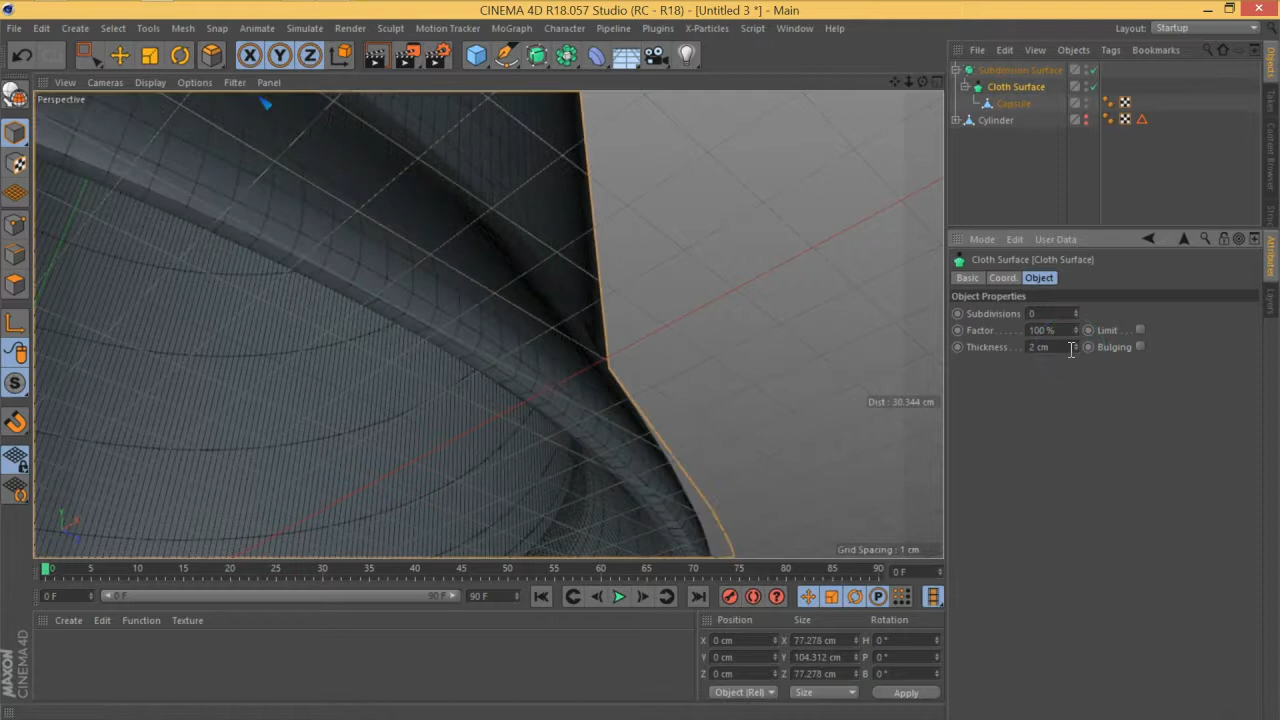 CINEMA 4D R18.057 Studio (RC - R18) - [Untitled 3 *] - Main
File Edit Create Select Tools Mesh Snap Animate Simulate Render Sculpt Motion Tracker MoGraph Character Pipeline Plugins X-Particles Script Window Help
Layout: Startup
X Y Z
File Edit View Objects Tags Bookmarks
View Cameras Display Options Filter Panel
Perspective
Subdivision Surface
Cloth Surface
Capsule
Cylinder
Objects
Takes
Content Browser
Mode Edit User Data
Cloth Surface [Cloth Surface]
Basic Coord. Object
Object Properties
Subdivisions 0
Factor . . . . . . 100 % Limit . . .
Thickness . . . 2 cm Bulging
Attributes
Layers
S
Dist : 30.344 cm
Grid Spacing : 1 cm
0 5 10 15 20 25 30 35 40 45 50 55 60 65 70 75 80 85 90
0 F
0 F 0 F 90 F 90 F
P
Create Edit Function Texture
Position Size Rotation
X 0 cm X 77.278 cm H 0 °
Y 0 cm Y 104.312 cm P 0 °
Z 0 cm Z 77.278 cm B 0 °
Object (Rel) Size Apply
MAXON
CINEMA 4D